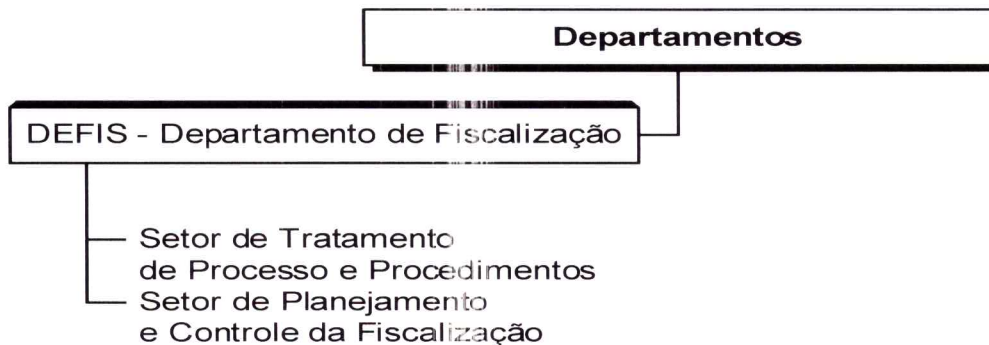 Departamentos
DEFIS - Departamento de Fiscalização
Setor de Tratamento
de Processo e Procedimentos
Setor de Planejamento
e Controle da Fiscalização